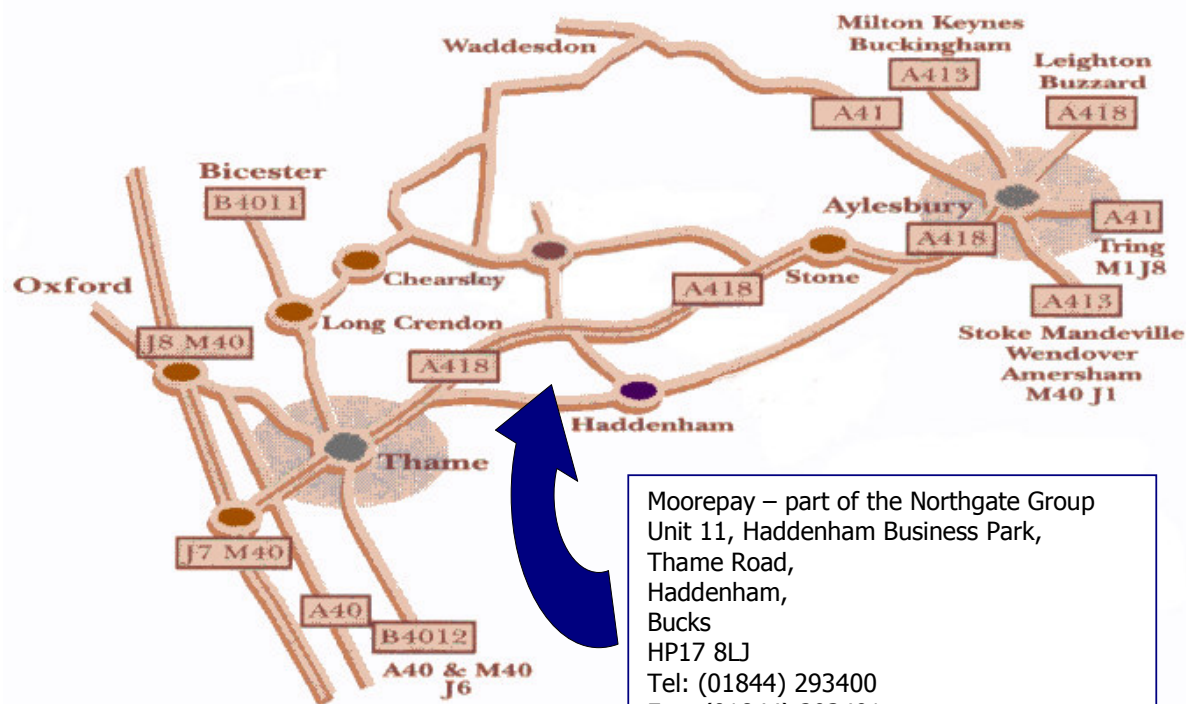 Waddesdon
Milton Keynes
Buckingham
A413
Leighton
Buzzard
A418
A41
Bicester
B4011
Aylesbury
A418
A41
Tring
M1J8
Oxford
Chearsley
Stone
A418
A413
Long Crendon
J8 M40
A418
Stoke Mandeville
Wendover
Amersham
M40 J1
Haddenham
Thame
J7 M40
A40
B4012
A40 & M40
J6
Moorepay – part of the Northgate Group
Unit 11, Haddenham Business Park,
Thame Road,
Haddenham,
Bucks
HP17 8LJ
Tel: (01844) 293400